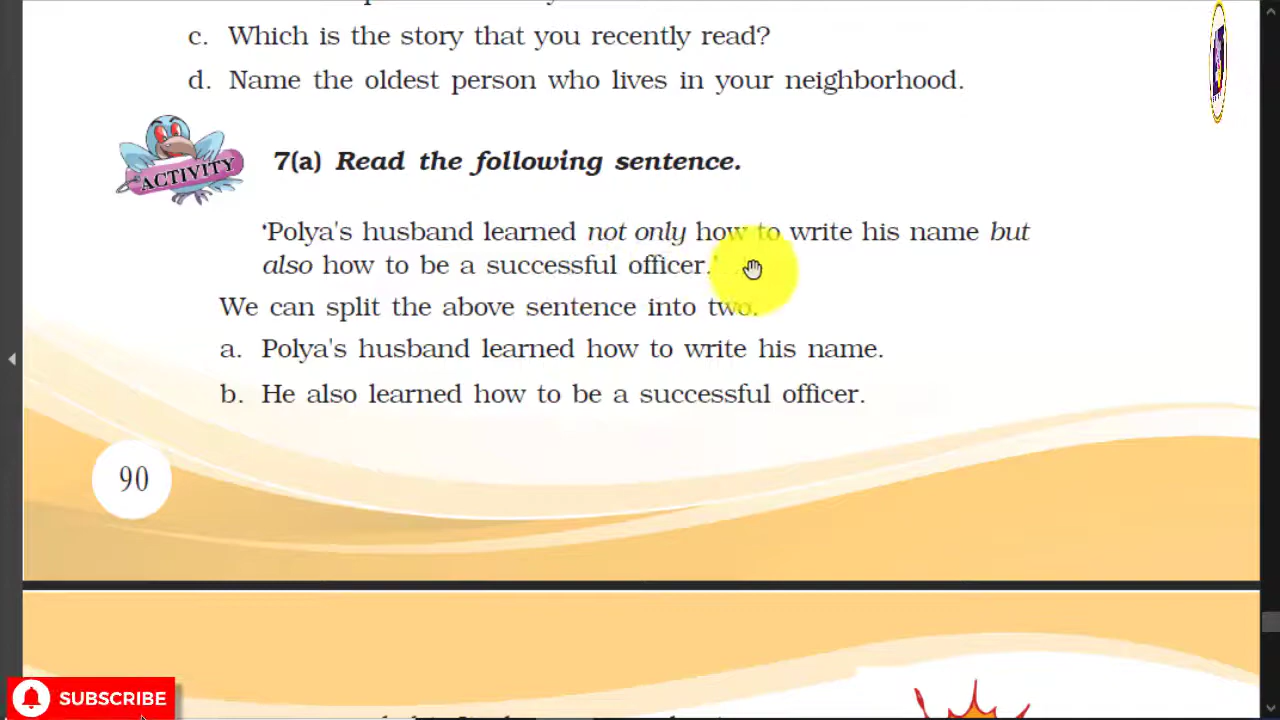 c. Which is the story that you recently read?
d. Name the oldest person who lives in your neighborhood.
ACTIVITY
7(a) Read the following sentence.
'Polya's husband learned not only how to write his name but
also how to be a successful officer.'
We can split the above sentence into two.
a. Polya's husband learned how to write his name.
b. He also learned how to be a successful officer.
90
SUBSCRIBE